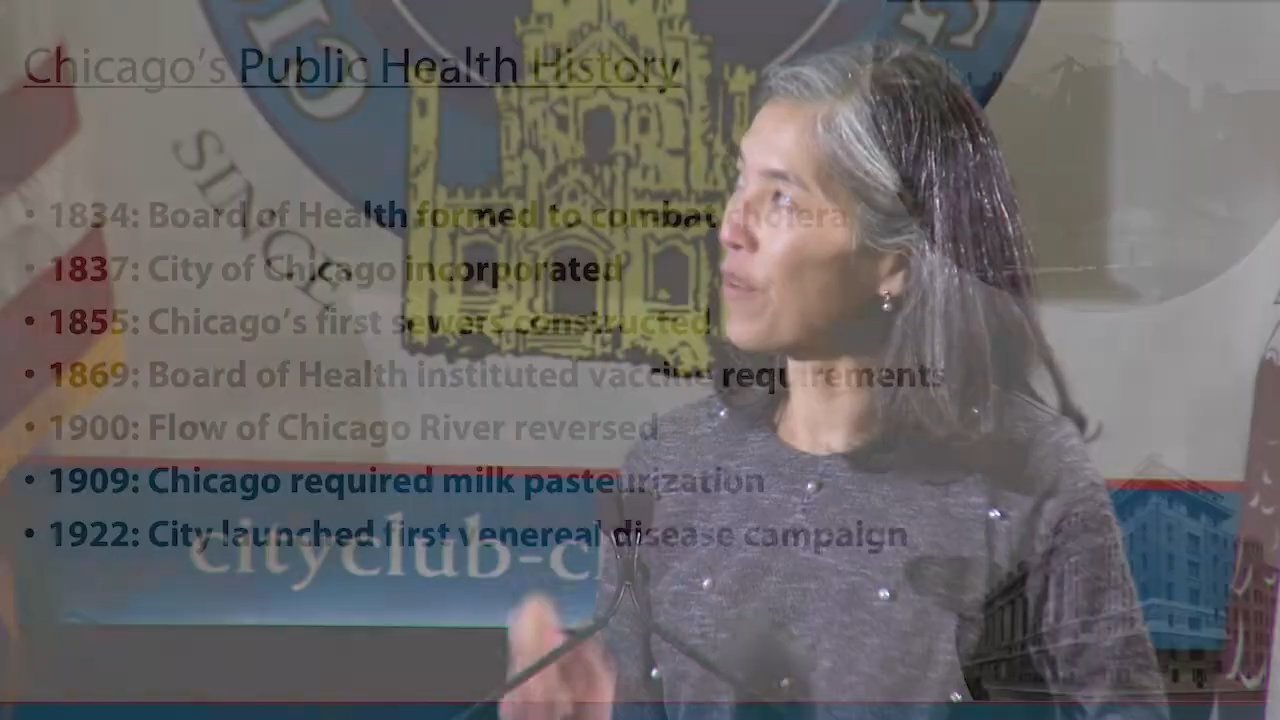 Chicago's Public Health History
SINCE
• 1834: Board of Health formed to combat cholera
• 1837: City of Chicago incorporated
• 1855: Chicago's first sewers constructed
• 1869: Board of Health instituted vaccine requirements
• 1900: Flow of Chicago River reversed
• 1909: Chicago required milk pasteurization
• 1922: City launched first venereal disease campaign
cityclub-c